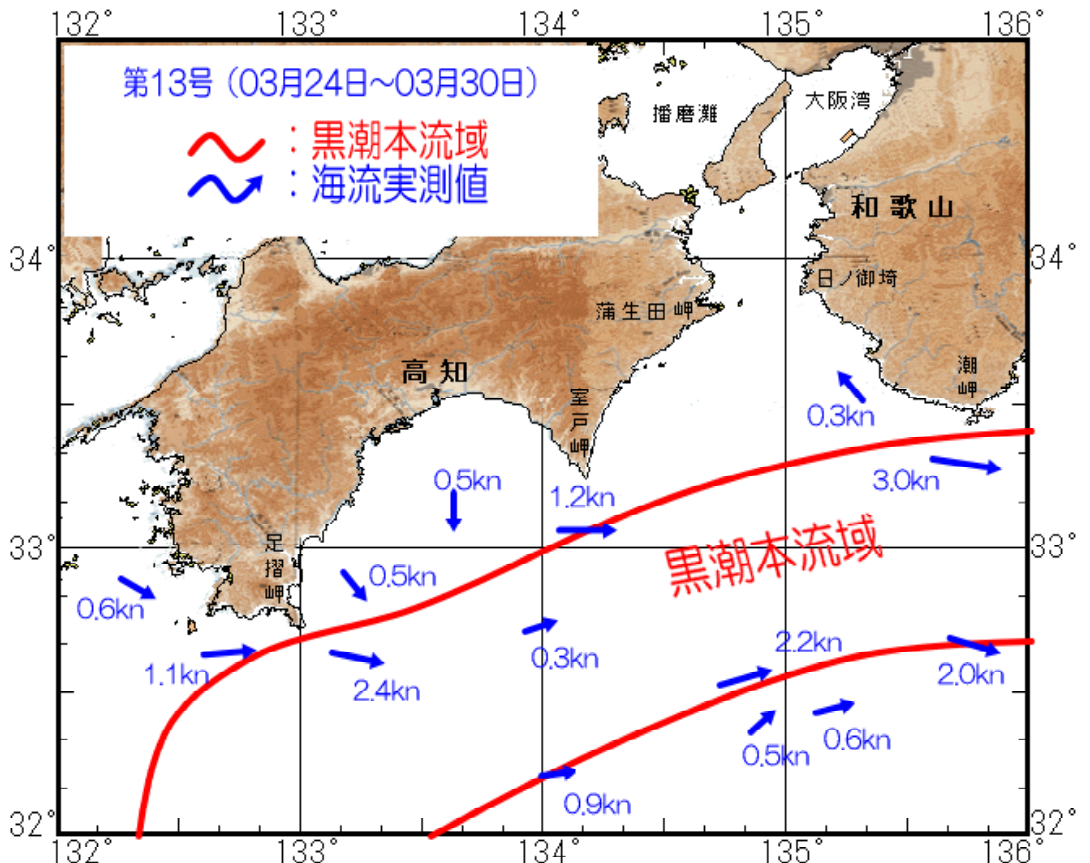 132° 133° 134° 135° 136°
第13号（03月24日～03月30日）
：黒潮本流域
：海流実測値
播磨灘
大阪湾
和歌山
34° 34°
日ノ御埼
蒲生田岬
高知
室戸岬
潮岬
0.3kn
3.0kn
0.5kn
1.2kn
33° 33°
黒潮本流域
足摺岬
0.5kn
0.6kn
0.3kn
2.2kn
1.1kn
2.4kn
2.0kn
0.5kn
0.6kn
0.9kn
32° 32°
132° 133° 134° 135° 136°